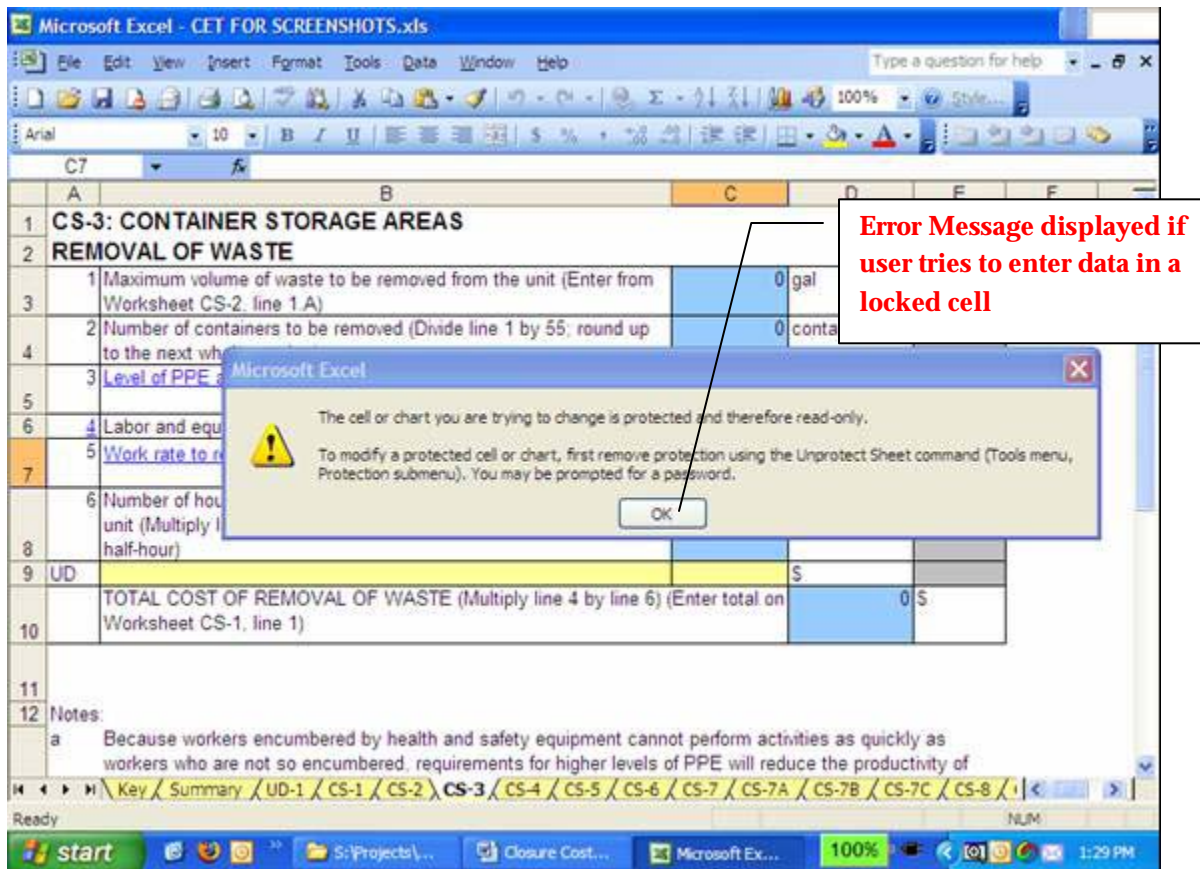 Microsoft Excel - CET FOR SCREENSHOTS.xls
File Edit View Insert Format Tools Data Window Help Type a question for help
100% Style...
Arial 10 B I U $ % ,
C7 fx
A B C D E F
1 CS-3: CONTAINER STORAGE AREAS
2 REMOVAL OF WASTE
Error Message displayed if
user tries to enter data in a
locked cell
1 Maximum volume of waste to be removed from the unit (Enter from 0 gal
3 Worksheet CS-2, line 1.A)
2 Number of containers to be removed (Divide line 1 by 55; round up 0 conta
4 to the next wh
3 Level of PPE a
5
6 4 Labor and equ
5 Work rate to r
7
6 Number of hou
unit (Multiply l
8 half-hour)
Microsoft Excel
The cell or chart you are trying to change is protected and therefore read-only.
To modify a protected cell or chart, first remove protection using the Unprotect Sheet command (Tools menu,
Protection submenu). You may be prompted for a password.
OK
9 UD $
TOTAL COST OF REMOVAL OF WASTE (Multiply line 4 by line 6) (Enter total on 0 $
10 Worksheet CS-1, line 1)
11
12 Notes:
a Because workers encumbered by health and safety equipment cannot perform activities as quickly as
workers who are not so encumbered, requirements for higher levels of PPE will reduce the productivity of
Key Summary UD-1 CS-1 CS-2 CS-3 CS-4 CS-5 CS-6 CS-7 CS-7A CS-7B CS-7C CS-8
Ready NUM
start S:\Projects\... Closure Cost... Microsoft Ex... 100% 1:29 PM